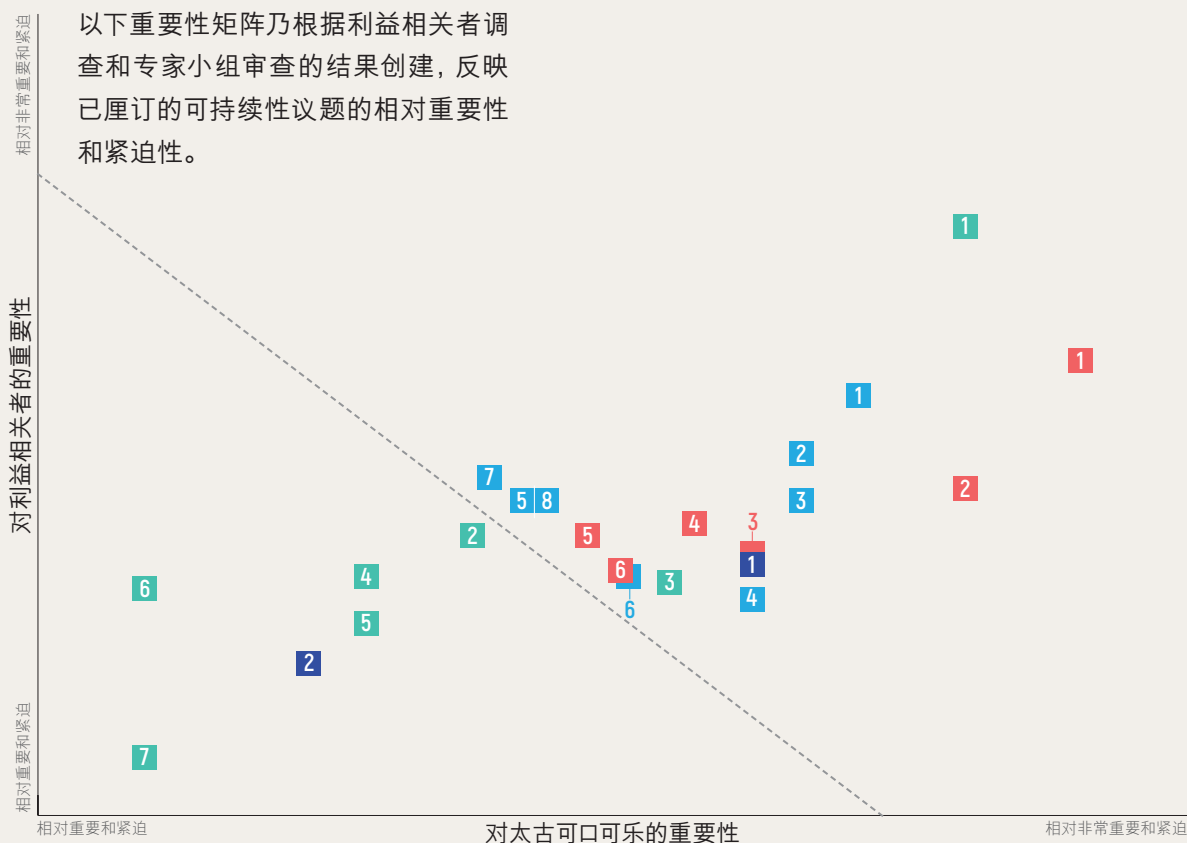 以下重要性矩阵乃根据利益相关者调
查和专家小组审查的结果创建，反映
已厘订的可持续性议题的相对重要性
和紧迫性。
相对非常重要和紧迫
对利益相关者的重要性
相对重要和紧迫
1
1
1
2
7
2
5
8
3
4
3
2
5
1
6
4
3
6
4
6
5
2
7
相对重要和紧迫
对太古可口可乐的重要性
相对非常重要和紧迫